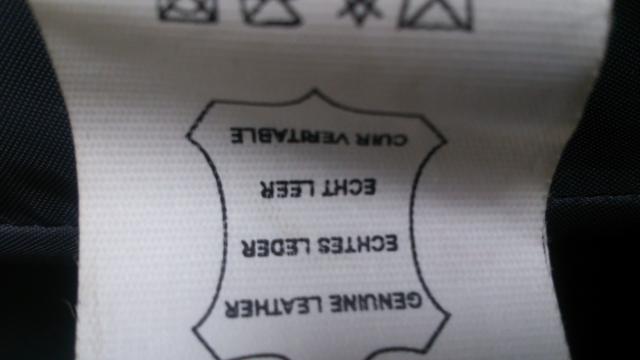 GENUINE LEATHER
ECHTES LEDER
ECHT LEER
CUIR VERITABLE